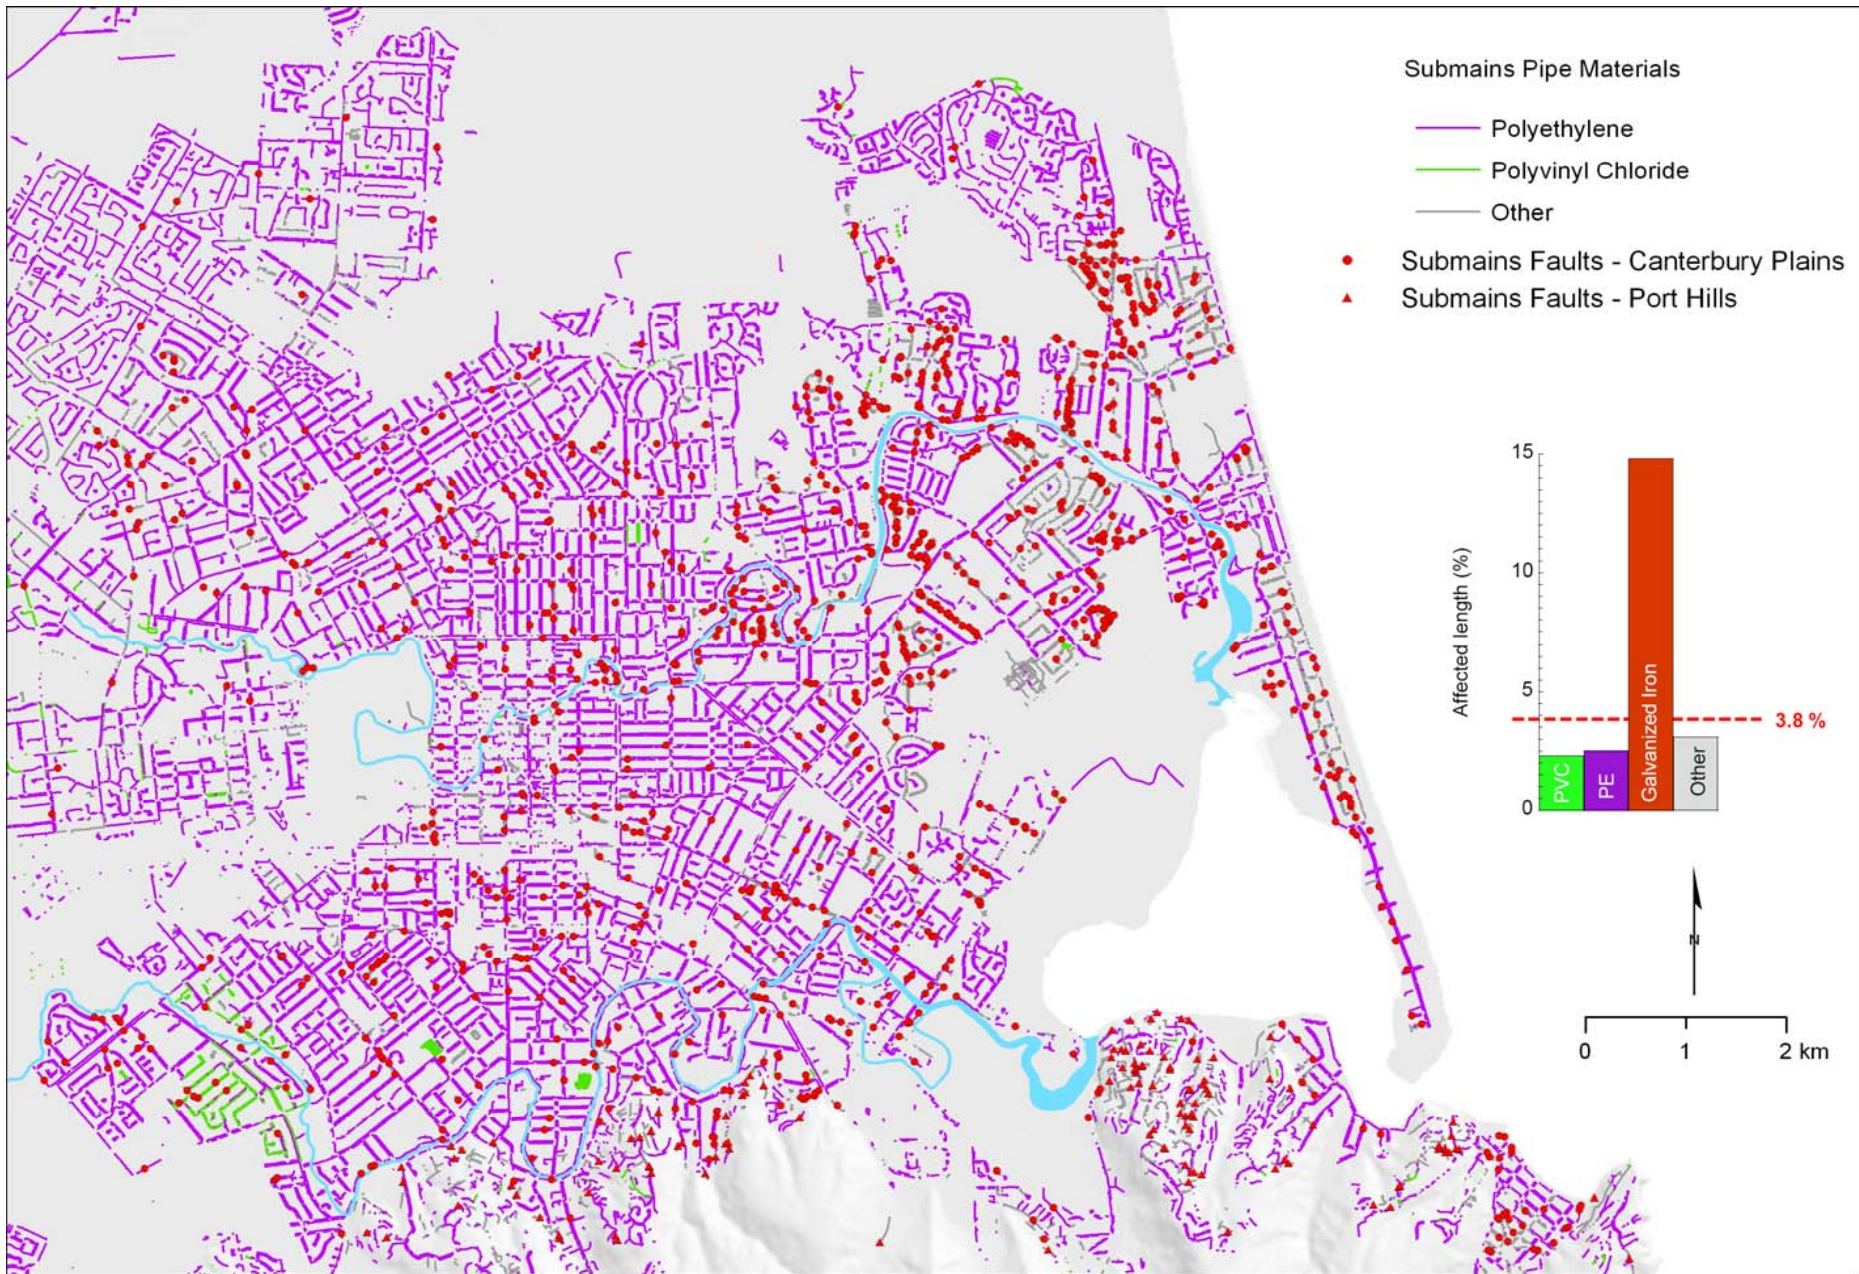 Submains Pipe Materials
Polyethylene
Polyvinyl Chloride
Other
Submains Faults - Canterbury Plains
Submains Faults - Port Hills
15
10
5
0
Affected length (%)
3.8 %
PVC
PE
Galvanized Iron
Other
N
0 1 2 km